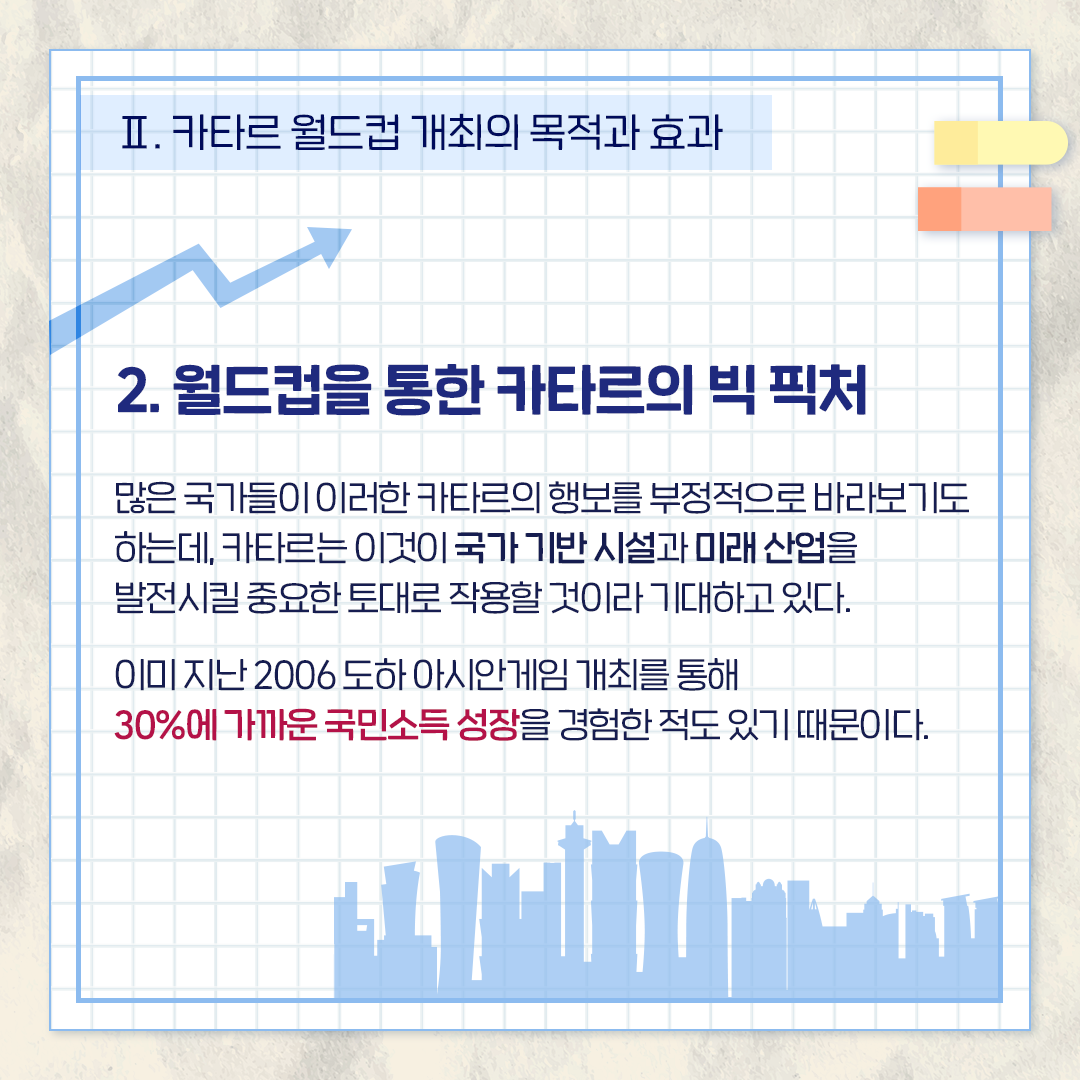 Ⅱ. 카타르 월드컵 개최의 목적과 효과
2. 월드컵을 통한 카타르의 빅 픽처
많은 국가들이 이러한 카타르의 행보를 부정적으로 바라보기도
하는데, 카타르는 이것이 국가 기반 시설과 미래 산업을
발전시킬 중요한 토대로 작용할 것이라 기대하고 있다.
이미 지난 2006 도하 아시안게임 개최를 통해
30%에 가까운 국민소득 성장을 경험한 적도 있기 때문이다.